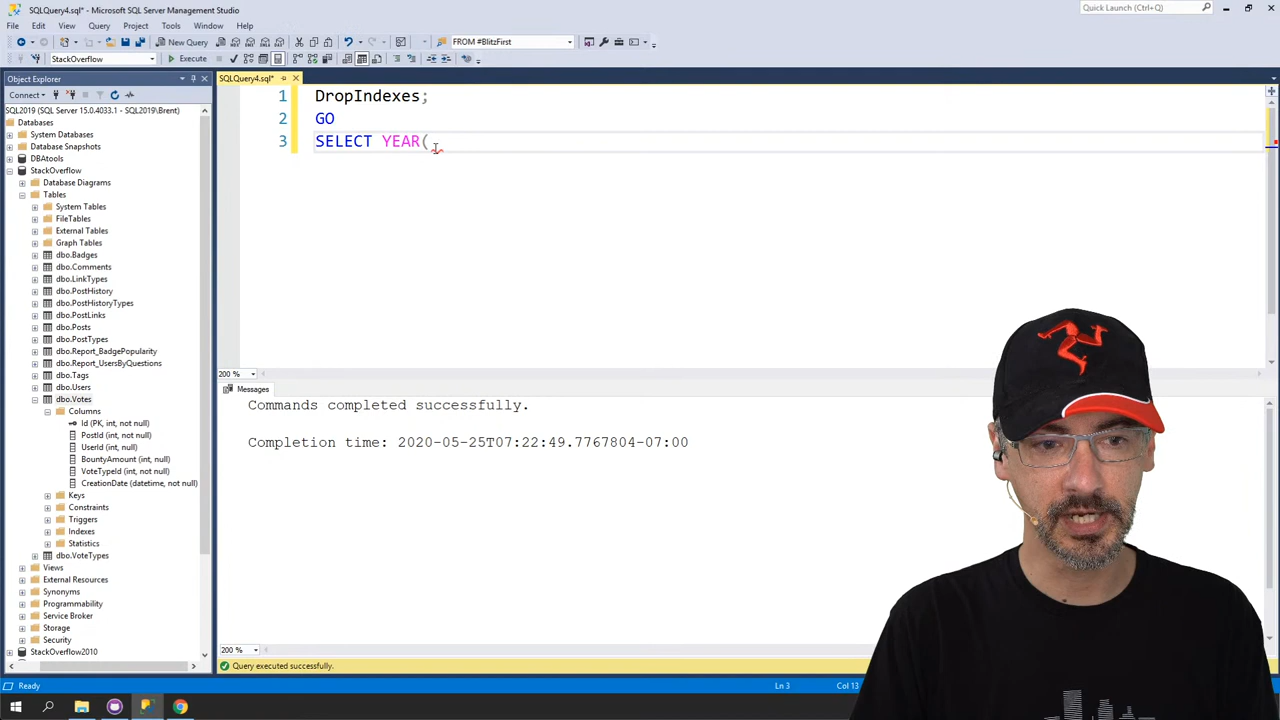 SQLQuery4.sql* - Microsoft SQL Server Management Studio
Quick Launch (Ctrl+Q)
File Edit View Query Project Tools Window Help
New Query
FROM #BlitzFirst
StackOverflow
Execute
Object Explorer
SQLQuery4.sql*
Connect
SQL2019 (SQL Server 15.0.4033.1 - SQL2019\Brent)
Databases
System Databases
Database Snapshots
DBAtools
StackOverflow
Database Diagrams
Tables
System Tables
FileTables
External Tables
Graph Tables
dbo.Badges
dbo.Comments
dbo.LinkTypes
dbo.PostHistory
dbo.PostHistoryTypes
dbo.PostLinks
dbo.Posts
dbo.PostTypes
dbo.Report_BadgePopularity
dbo.Report_UsersByQuestions
dbo.Tags
dbo.Users
dbo.Votes
Columns
Id (PK, int, not null)
PostId (int, not null)
UserId (int, null)
BountyAmount (int, null)
VoteTypeId (int, not null)
CreationDate (datetime, not null)
Keys
Constraints
Triggers
Indexes
Statistics
dbo.VoteTypes
Views
External Resources
Synonyms
Programmability
Service Broker
Storage
Security
StackOverflow2010
1 DropIndexes;
2 GO
3 SELECT YEAR(
200 %
Messages
Commands completed successfully.
Completion time: 2020-05-25T07:22:49.7767804-07:00
200 %
Query executed successfully.
Ready
Ln 3
Col 13